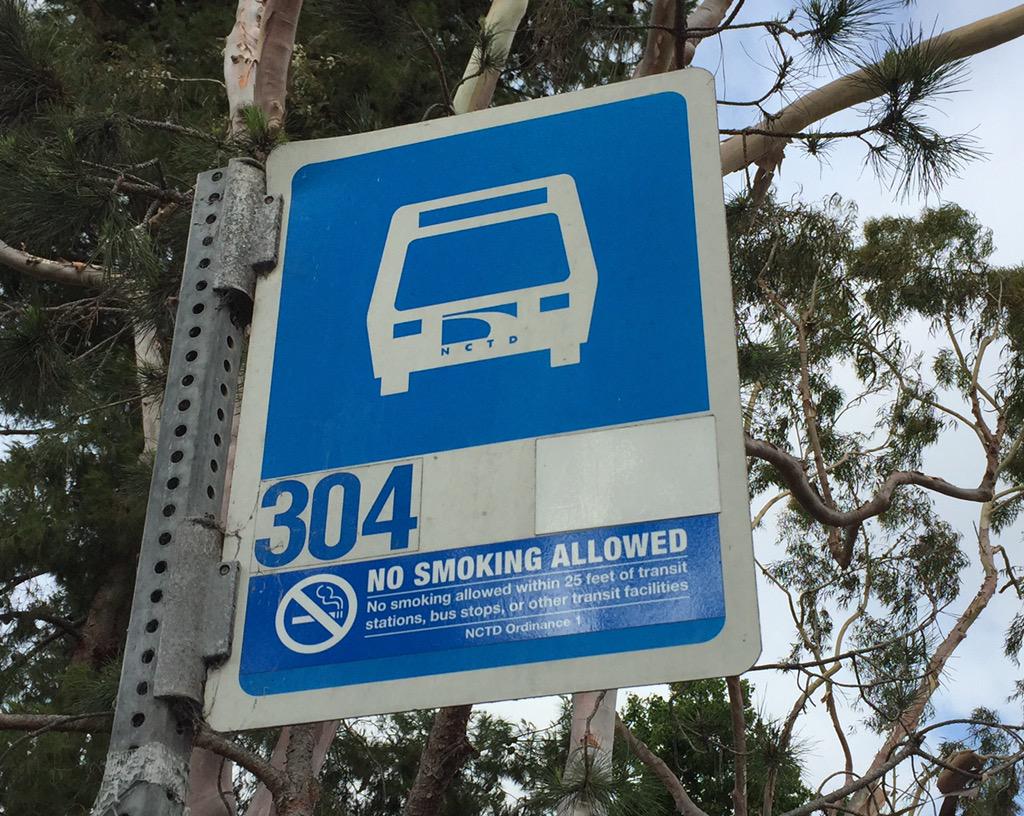 NCTD
304
NO SMOKING ALLOWED
No smoking allowed within 25 feet of transit
stations, bus stops, or other transit facilities
NCTD Ordinance 1